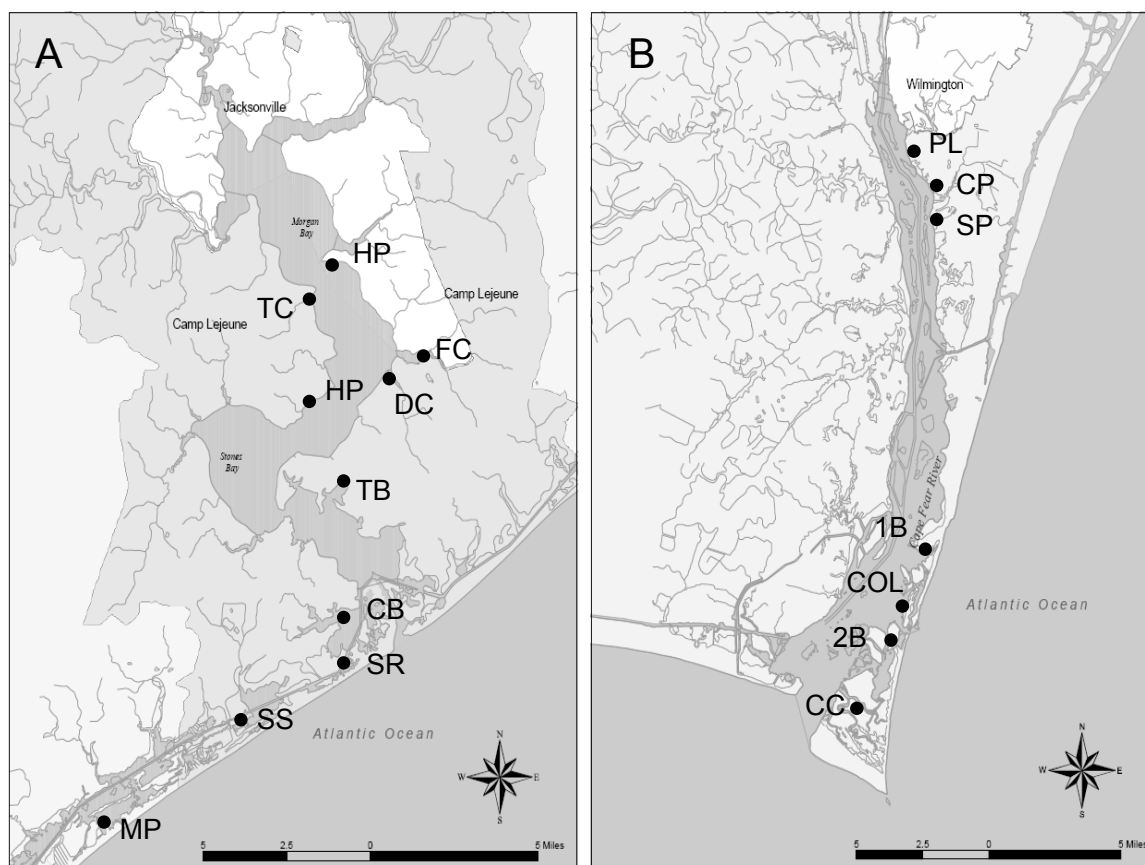 A
Jacksonville
Morgan
Bay
HP
TC
Camp Lejeune
Camp Lejeune
FC
HP
DC
Stones
Bay
TB
CB
SR
SS
Atlantic Ocean
MP
N
W E
S
5 2.5 0 5 Miles
B
Wilmington
PL
CP
SP
Cape Fear River
1B
COL
Atlantic Ocean
2B
CC
N
W E
S
5 2.5 0 5 Miles